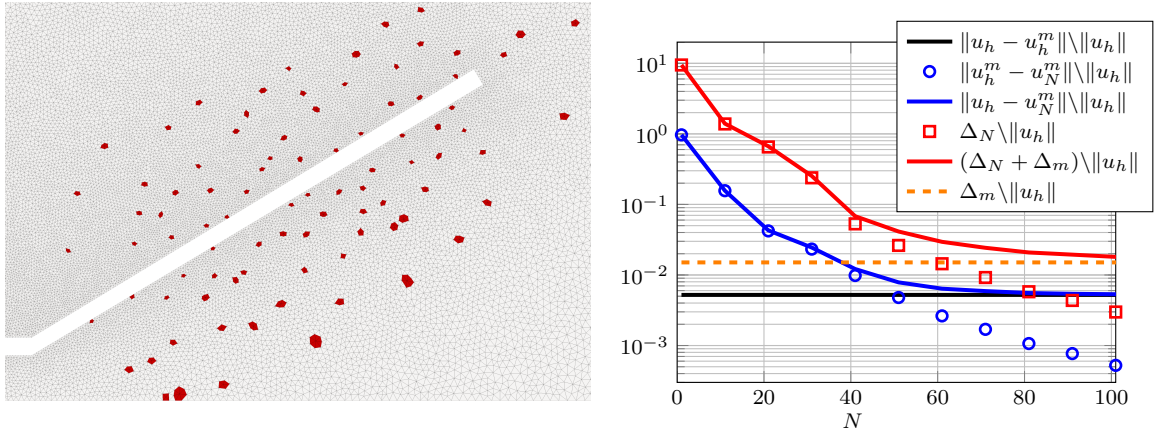 ‖u_h − u_h^m‖\‖u_h‖
‖u_h^m − u_N^m‖\‖u_h‖
‖u_h − u_N^m‖\‖u_h‖
Δ_N\‖u_h‖
(Δ_N + Δ_m)\‖u_h‖
Δ_m\‖u_h‖
10^1
10^0
10^−1
10^−2
10^−3
0 20 40 60 80 100
N